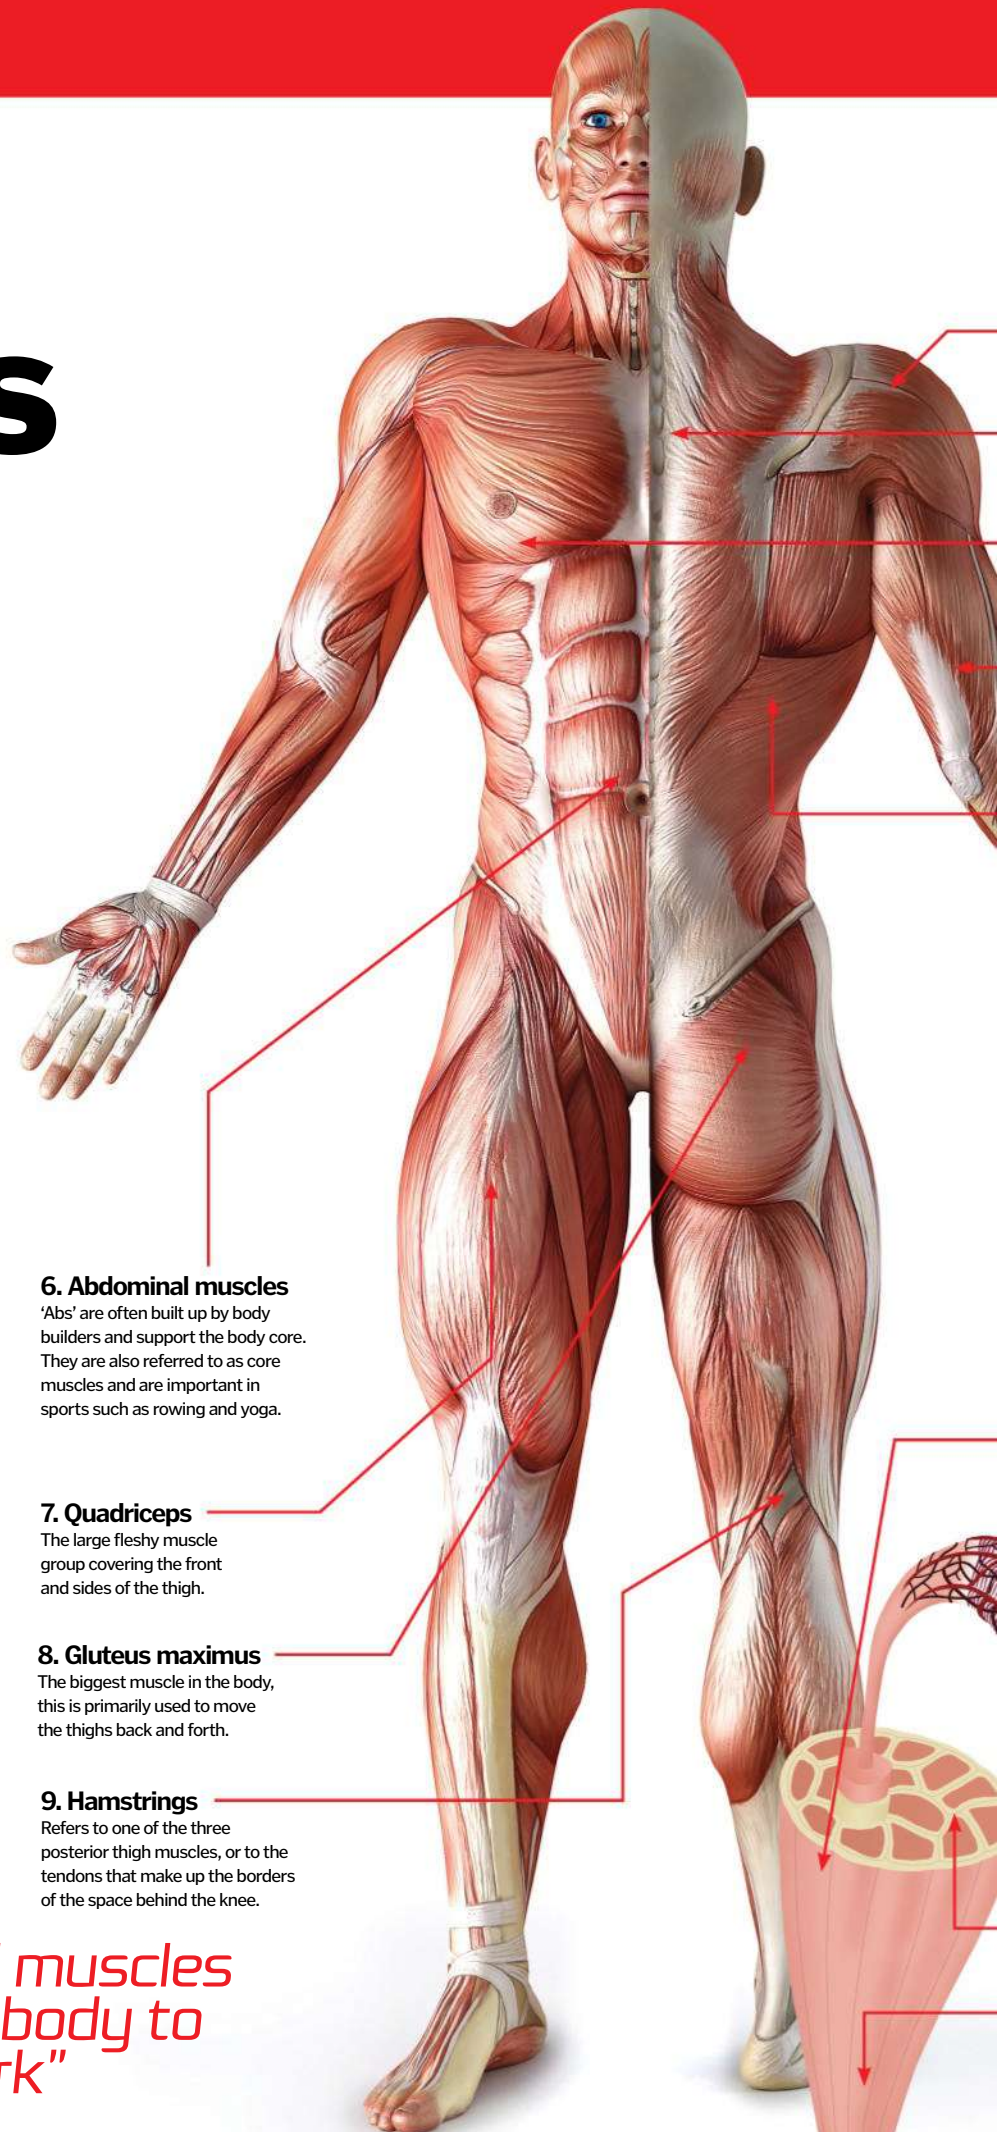 s
6. Abdominal muscles
‘Abs’ are often built up by body
builders and support the body core.
They are also referred to as core
muscles and are important in
sports such as rowing and yoga.
7. Quadriceps
The large fleshy muscle
group covering the front
and sides of the thigh.
8. Gluteus maximus
The biggest muscle in the body,
this is primarily used to move
the thighs back and forth.
9. Hamstrings
Refers to one of the three
posterior thigh muscles, or to the
tendons that make up the borders
of the space behind the knee.
muscles
body to
rk”